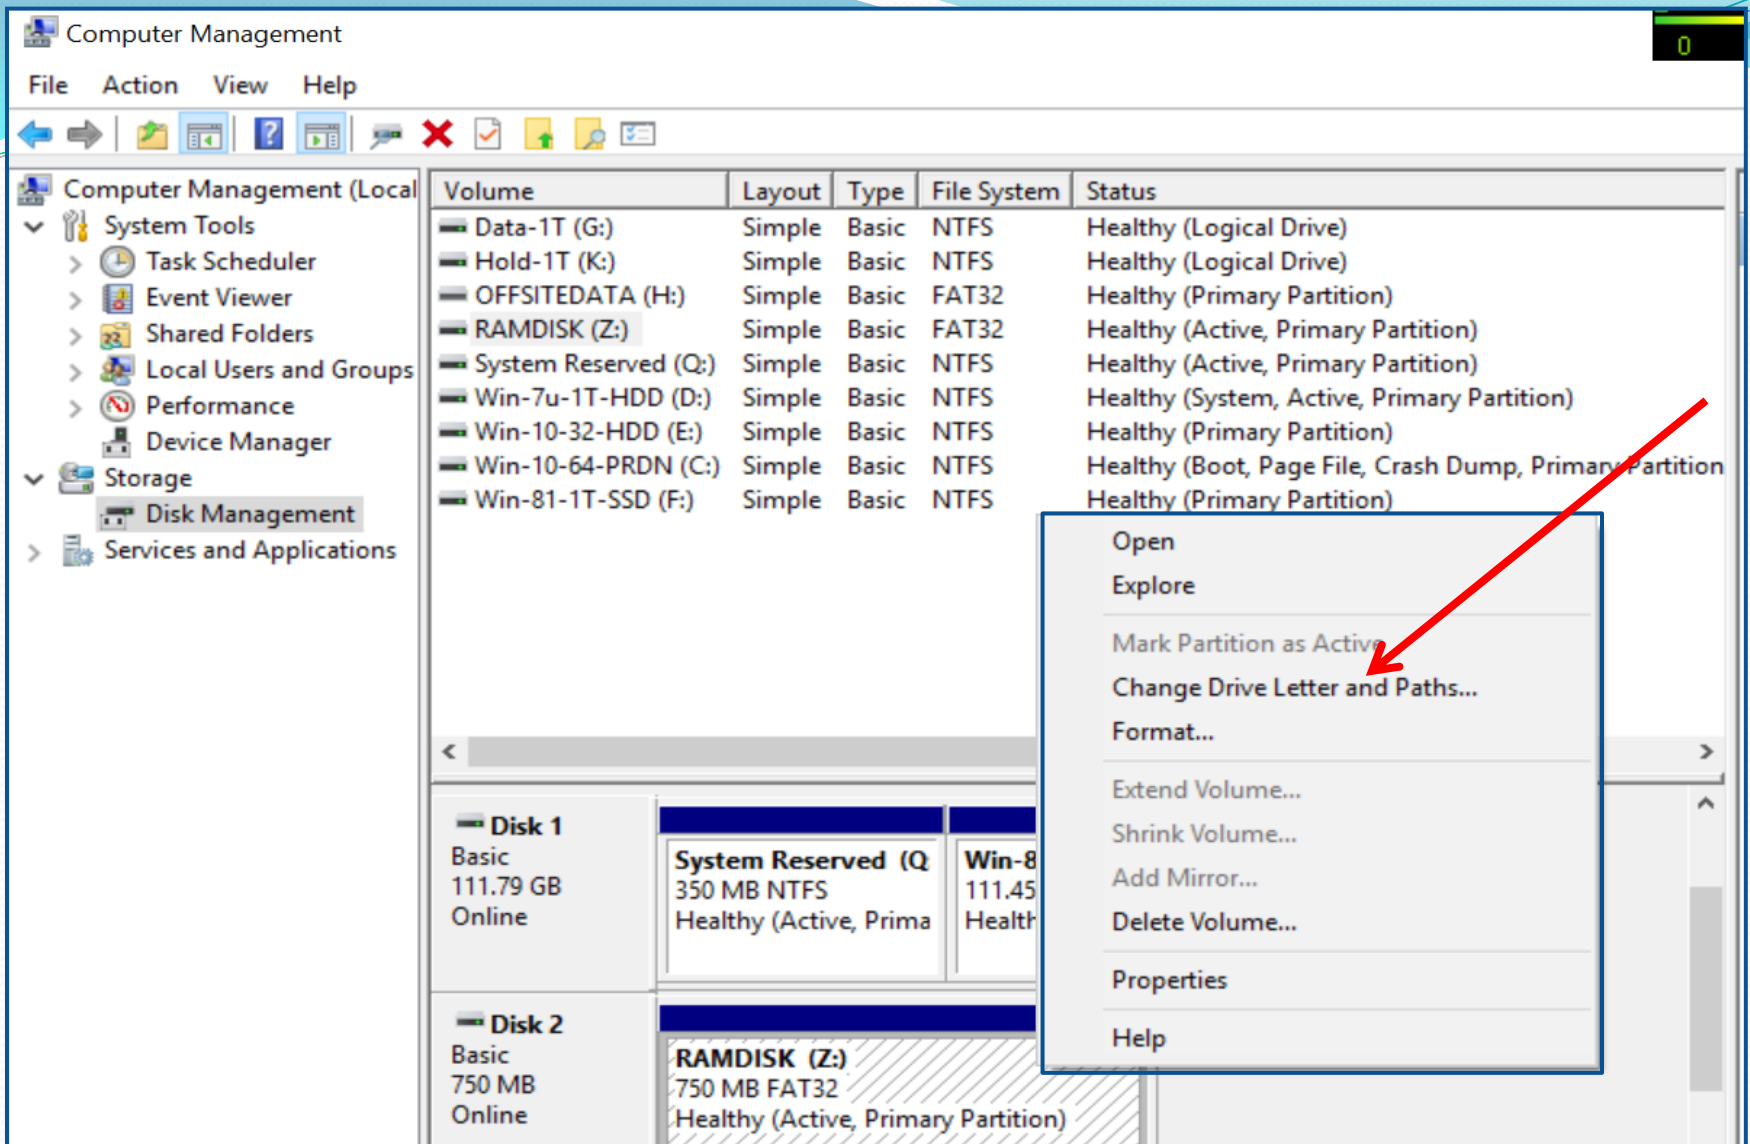 Computer Management
0
File Action View Help
Computer Management (Local
System Tools
Task Scheduler
Event Viewer
Shared Folders
Local Users and Groups
Performance
Device Manager
Storage
Disk Management
Services and Applications
Volume Layout Type File System Status
Data-1T (G:) Simple Basic NTFS Healthy (Logical Drive)
Hold-1T (K:) Simple Basic NTFS Healthy (Logical Drive)
OFFSITEDATA (H:) Simple Basic FAT32 Healthy (Primary Partition)
RAMDISK (Z:) Simple Basic FAT32 Healthy (Active, Primary Partition)
System Reserved (Q:) Simple Basic NTFS Healthy (Active, Primary Partition)
Win-7u-1T-HDD (D:) Simple Basic NTFS Healthy (System, Active, Primary Partition)
Win-10-32-HDD (E:) Simple Basic NTFS Healthy (Primary Partition)
Win-10-64-PRDN (C:) Simple Basic NTFS Healthy (Boot, Page File, Crash Dump, Primary Partition
Win-81-1T-SSD (F:) Simple Basic NTFS Healthy (Primary Partition)
Open
Explore
Mark Partition as Active
Change Drive Letter and Paths...
Format...
Extend Volume...
Shrink Volume...
Add Mirror...
Delete Volume...
Properties
Help
Disk 1
Basic
111.79 GB
Online
System Reserved (Q
350 MB NTFS
Healthy (Active, Prima
Win-8
111.45
Health
Disk 2
Basic
750 MB
Online
RAMDISK (Z:)
750 MB FAT32
Healthy (Active, Primary Partition)